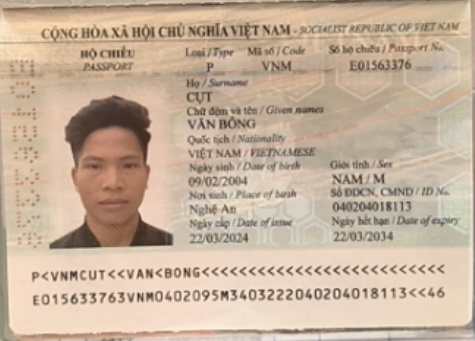 CỘNG HÒA XÃ HỘI CHỦ NGHĨA VIỆT NAM - SOCIALIST REPUBLIC OF VIET NAM
HỘ CHIẾU
PASSPORT
Loại / Type Mã số / Code Số hộ chiếu / Passport No.
P VNM E01563376
Họ / Surname
CỤT
Chữ đệm và tên / Given names
VĂN BÔNG
Quốc tịch / Nationality
VIỆT NAM / VIETNAMESE
Ngày sinh / Date of birth Giới tính / Sex
09/02/2004 NAM / M
Nơi sinh / Place of birth Số ĐDCN, CMND / ID No.
Nghệ An 040204018113
Ngày cấp / Date of issue Ngày hết hạn / Date of expiry
22/03/2024 22/03/2034
P<VNMCUT<<VAN<BONG<<<<<<<<<<<<<<<<<<<<<<<<<<
E015633763VNM0402095M3403222040204018113<<46